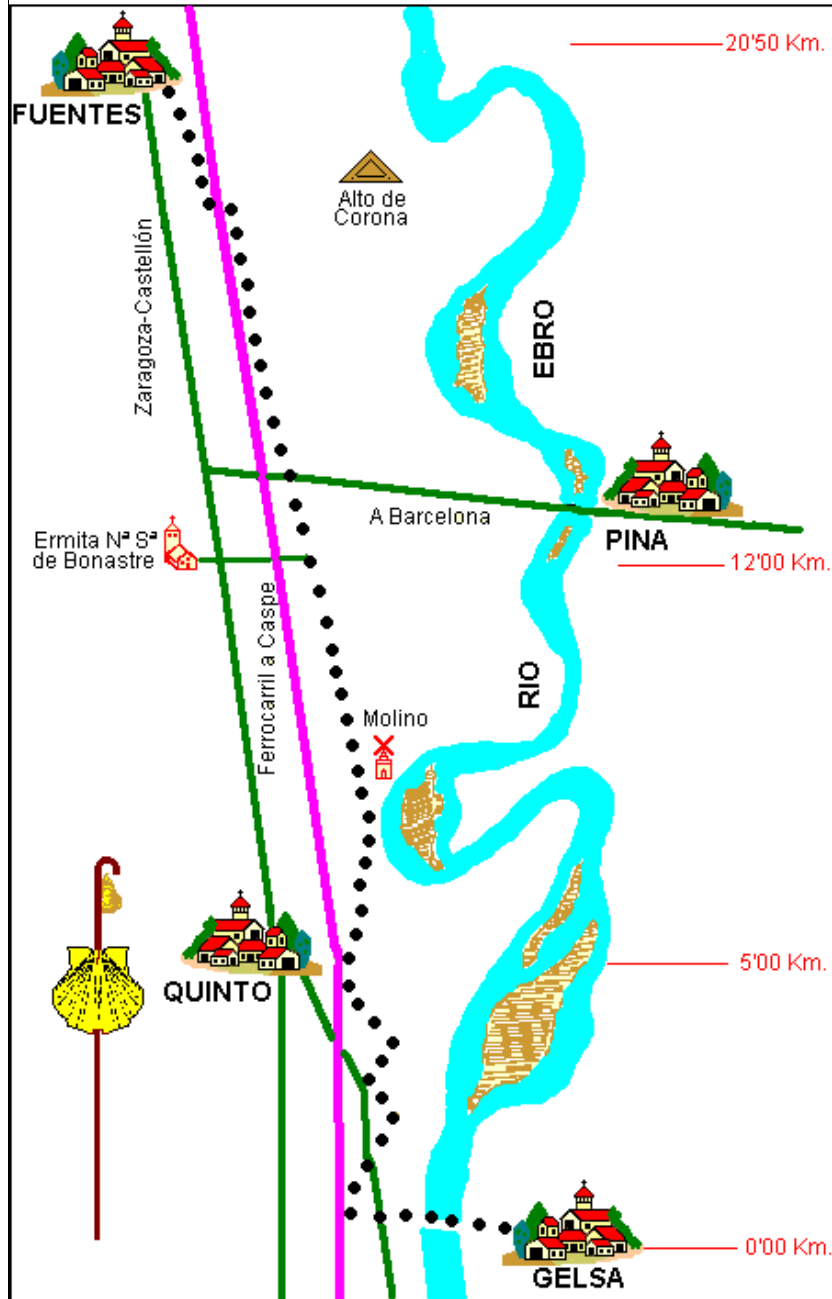 20'50 Km.
FUENTES
Alto de
Corona
Zaragoza-Castellón
EBRO
A Barcelona
PINA
Ermita Nª Sª
de Bonastre
12'00 Km.
Ferrocarril a Caspe
RIO
Molino
QUINTO
5'00 Km.
GELSA
0'00 Km.